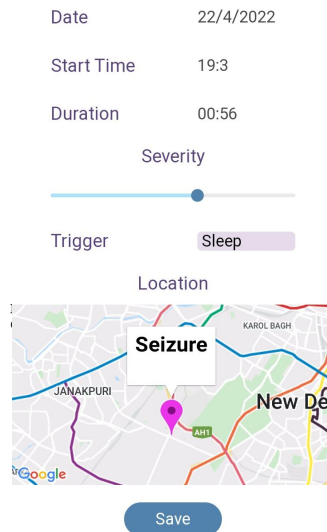 Date 22/4/2022
Start Time 19:3
Duration 00:56
Severity
Trigger Sleep
Location
Seizure
KAROL BAGH
JANAKPURI
New De
AH1
Google
Save